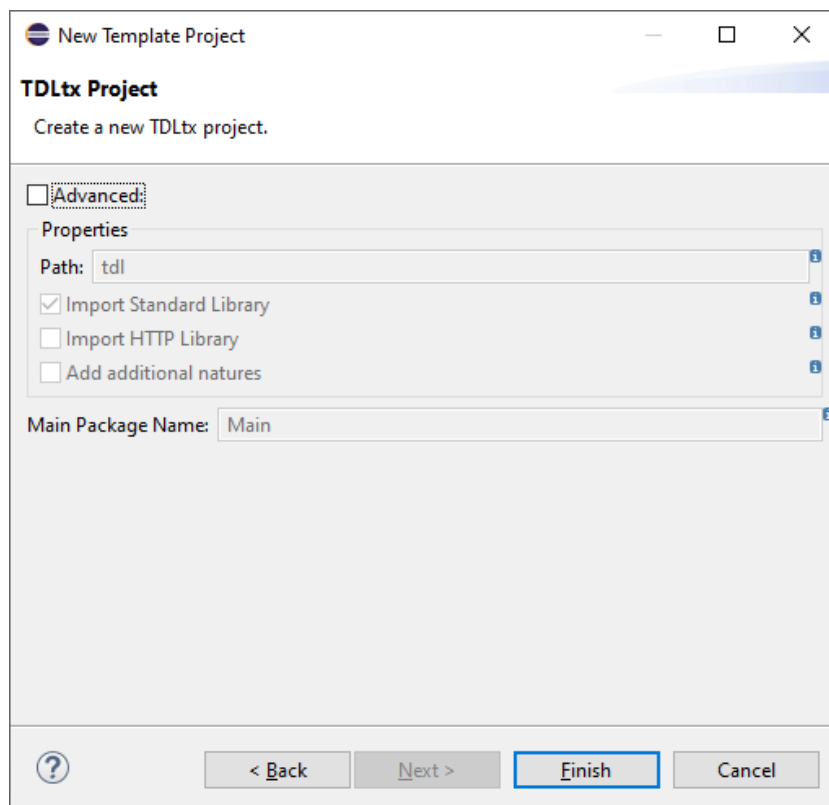 New Template Project
TDLtx Project
Create a new TDLtx project.
Advanced:
Properties
Path: tdl
Import Standard Library
Import HTTP Library
Add additional natures
Main Package Name: Main
< Back Next > Finish Cancel